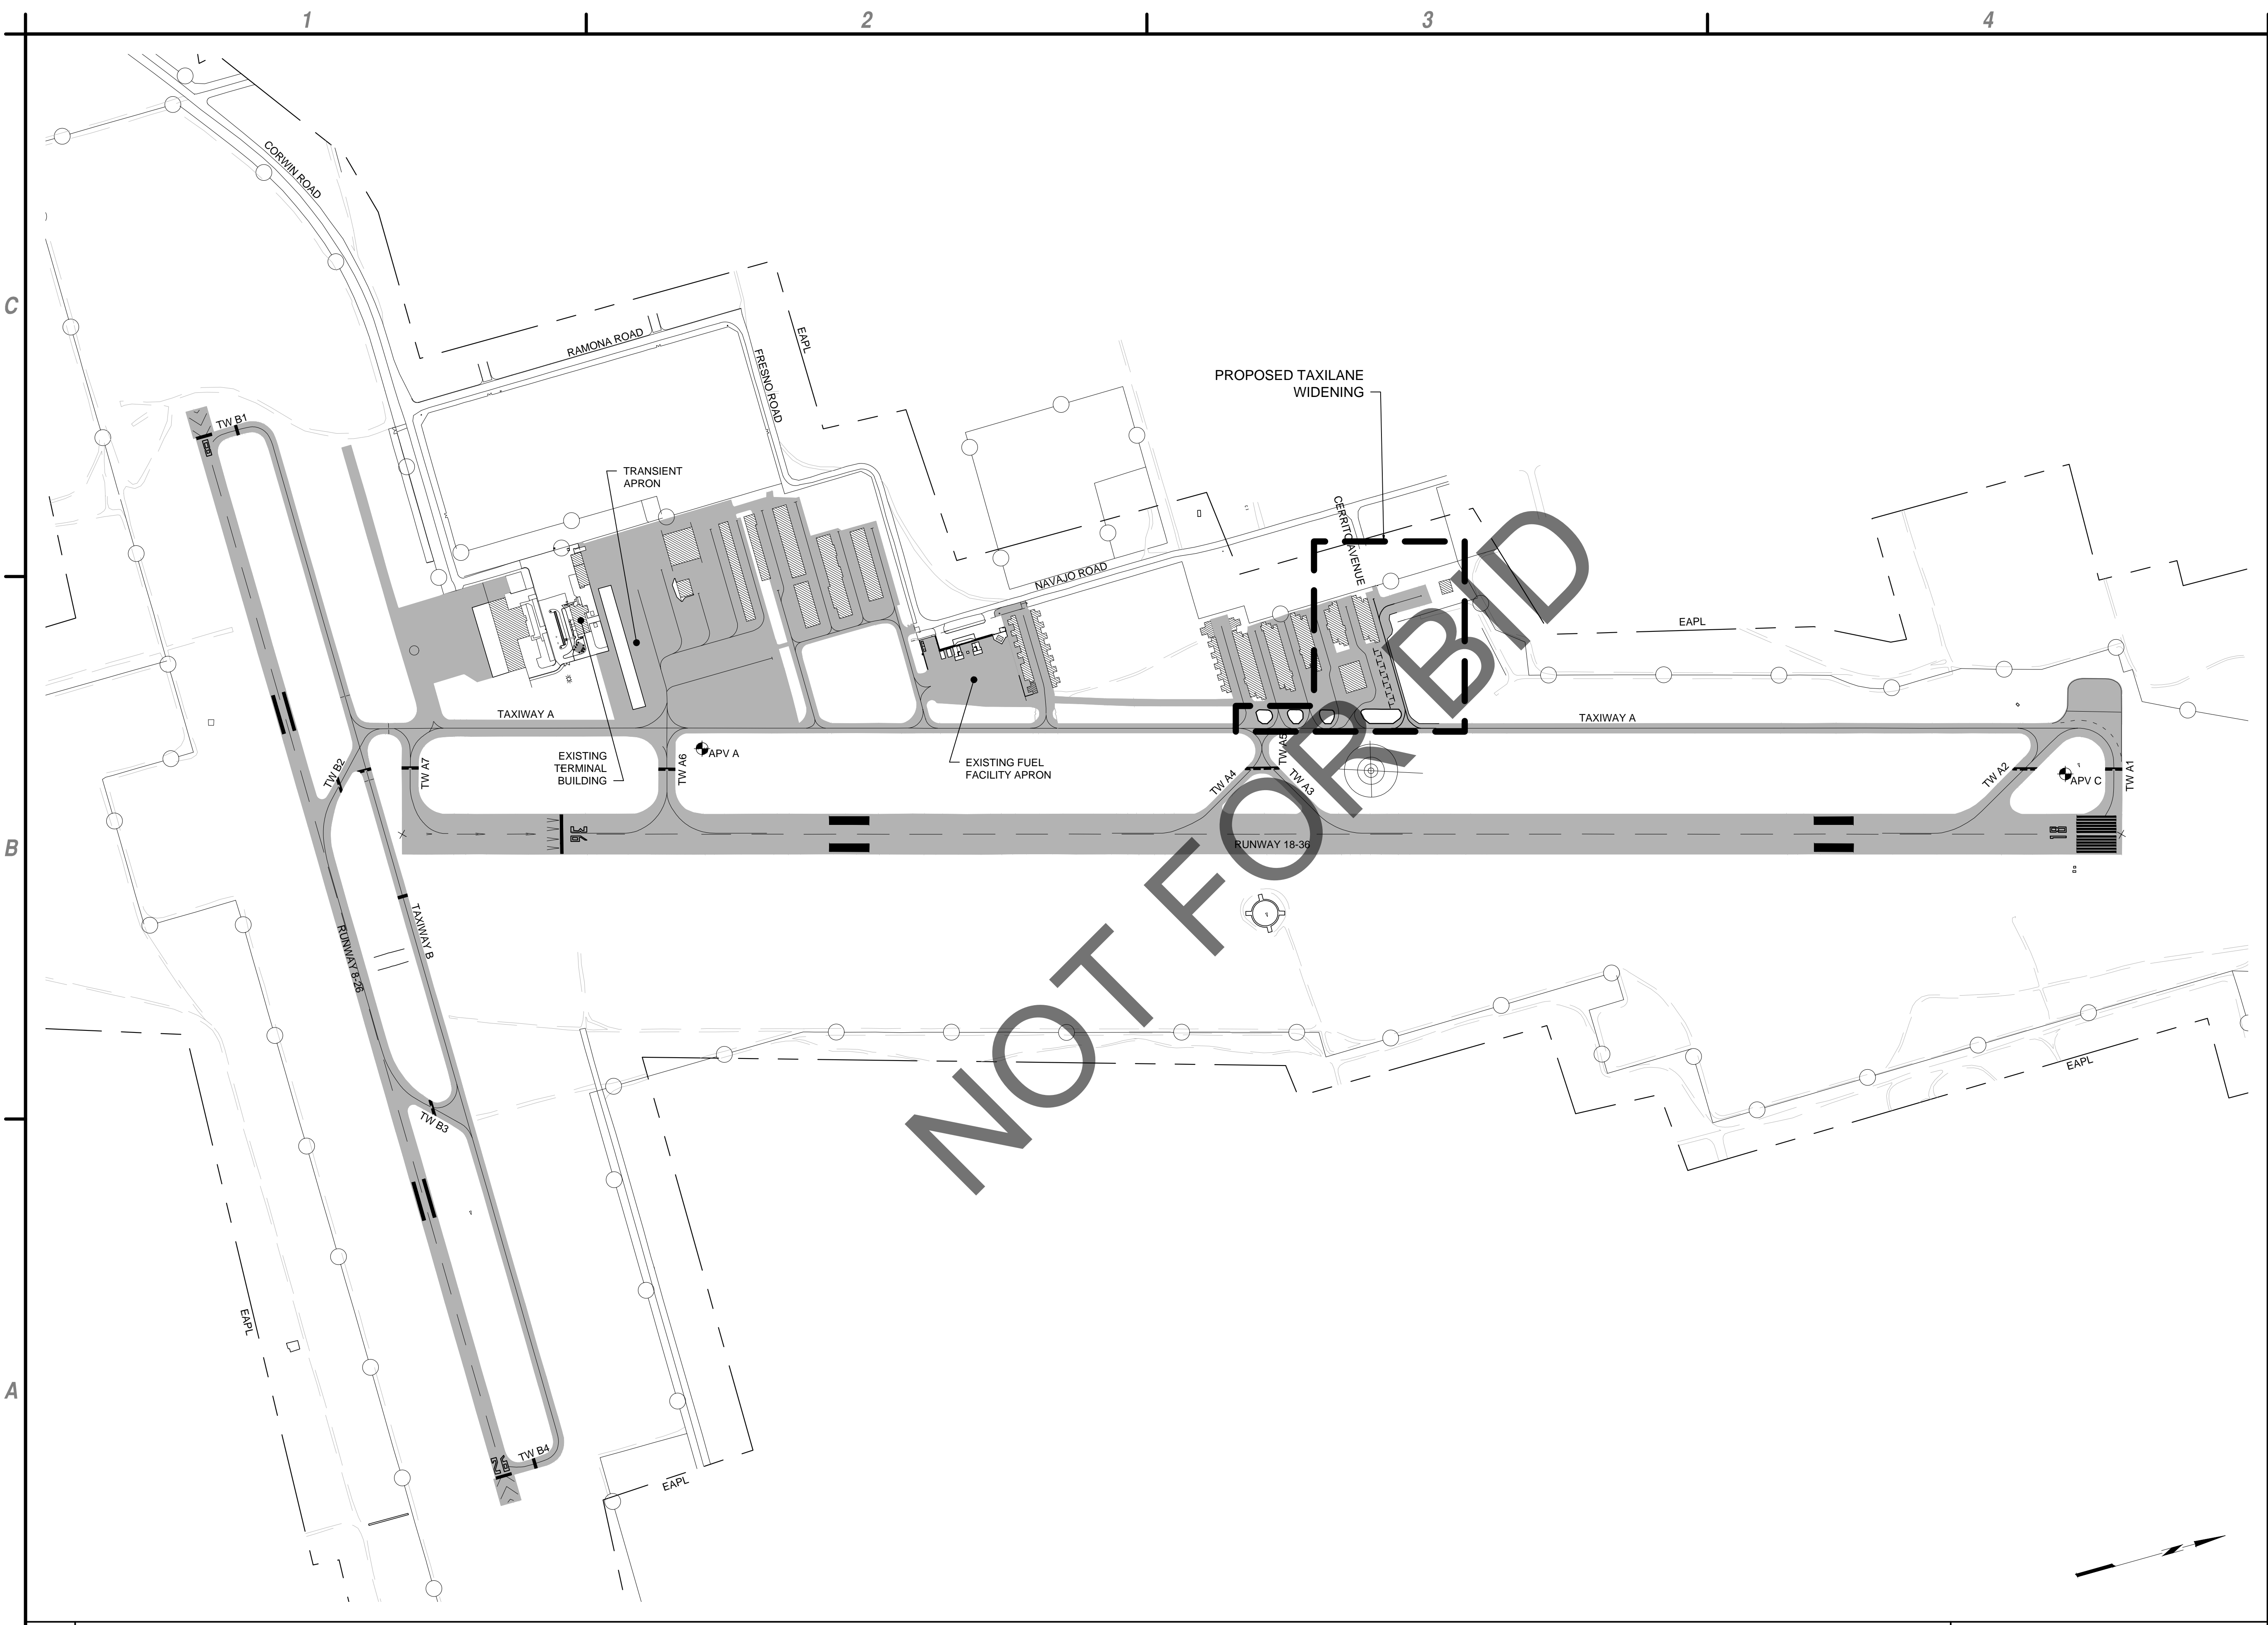 1 2 3 4
CORWIN ROAD
C
RAMONA ROAD
EAPL
FRESNO ROAD
PROPOSED TAXILANE
WIDENING
TW B1
TRANSIENT
APRON
CERRITO AVENUE
NAVAJO ROAD
EAPL
TAXIWAY A
TAXIWAY A
EXISTING
TERMINAL
BUILDING
APV A
EXISTING FUEL
FACILITY APRON
TW B2
TW A7
TW A6
TW A5
TW A4
TW A3
TW A2
APV C
TW A1
B
36
18
RUNWAY 18-36
TAXIWAY B
RUNWAY 8-26
NOT FOR BID
EAPL
TW B3
EAPL
A
26
TW B4
EAPL